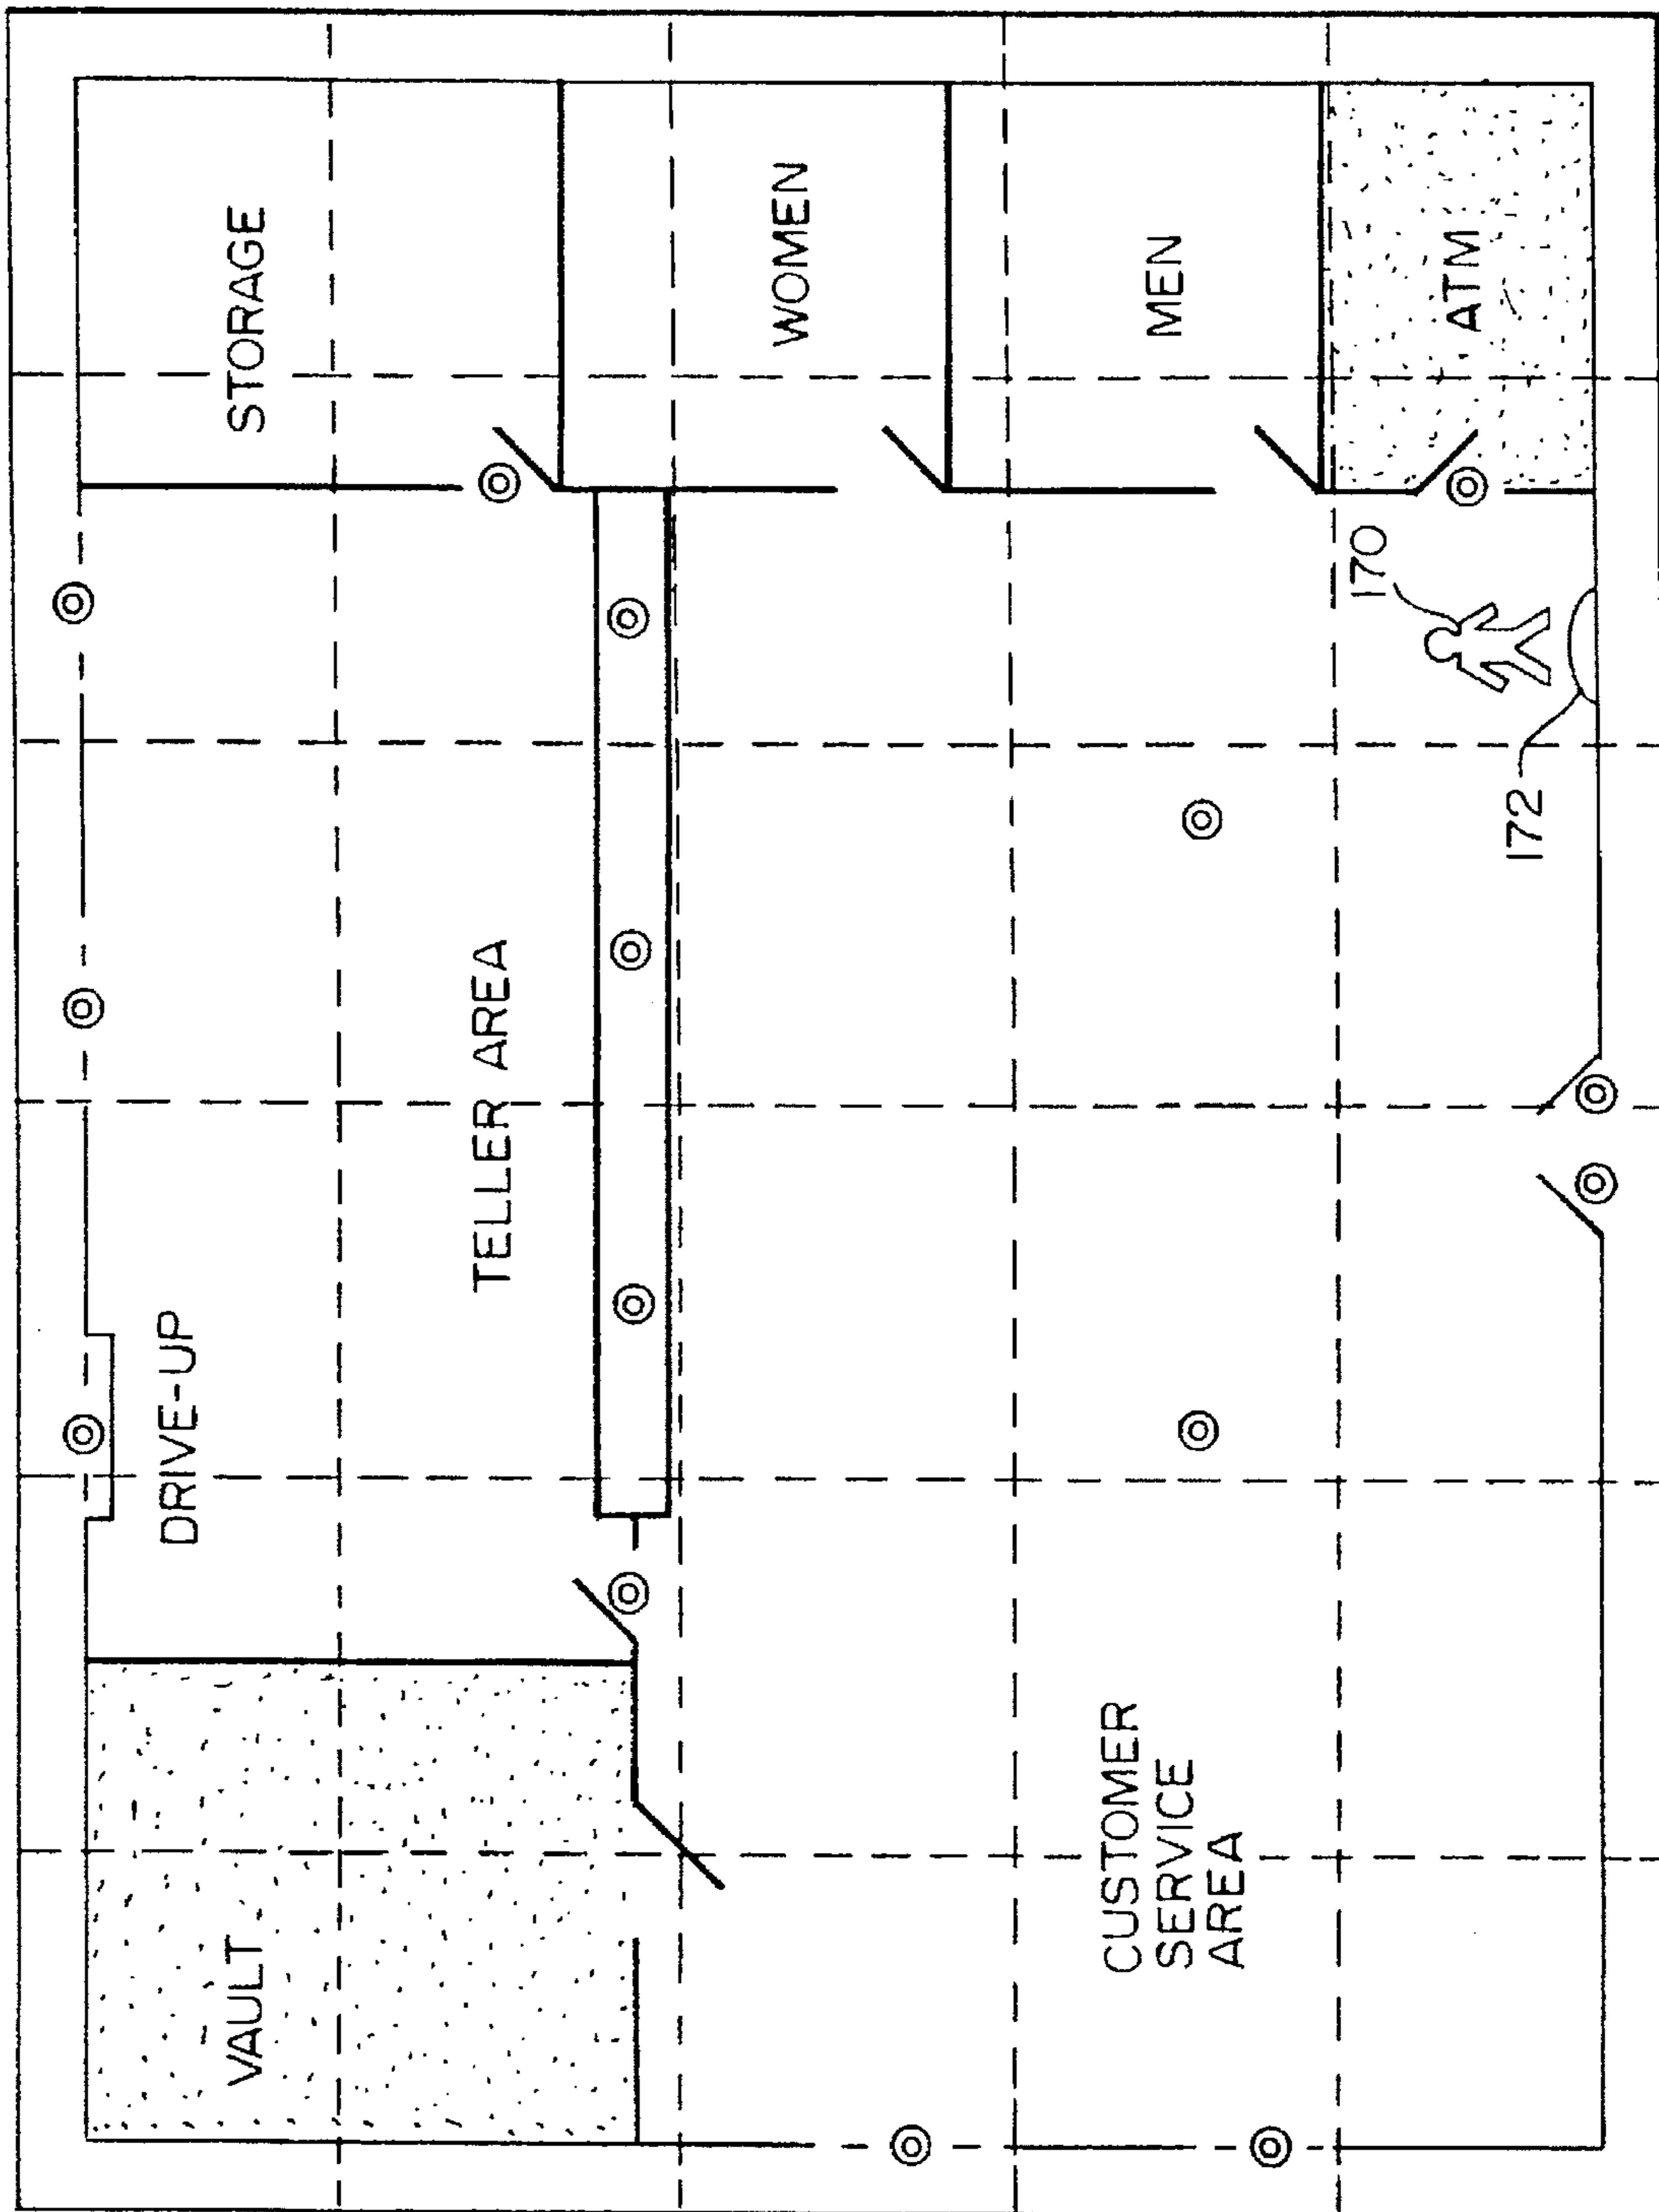 STORAGE
WOMEN
MEN
ATM
170
172
TELLER AREA
DRIVE-UP
VAULT
CUSTOMER
SERVICE
AREA